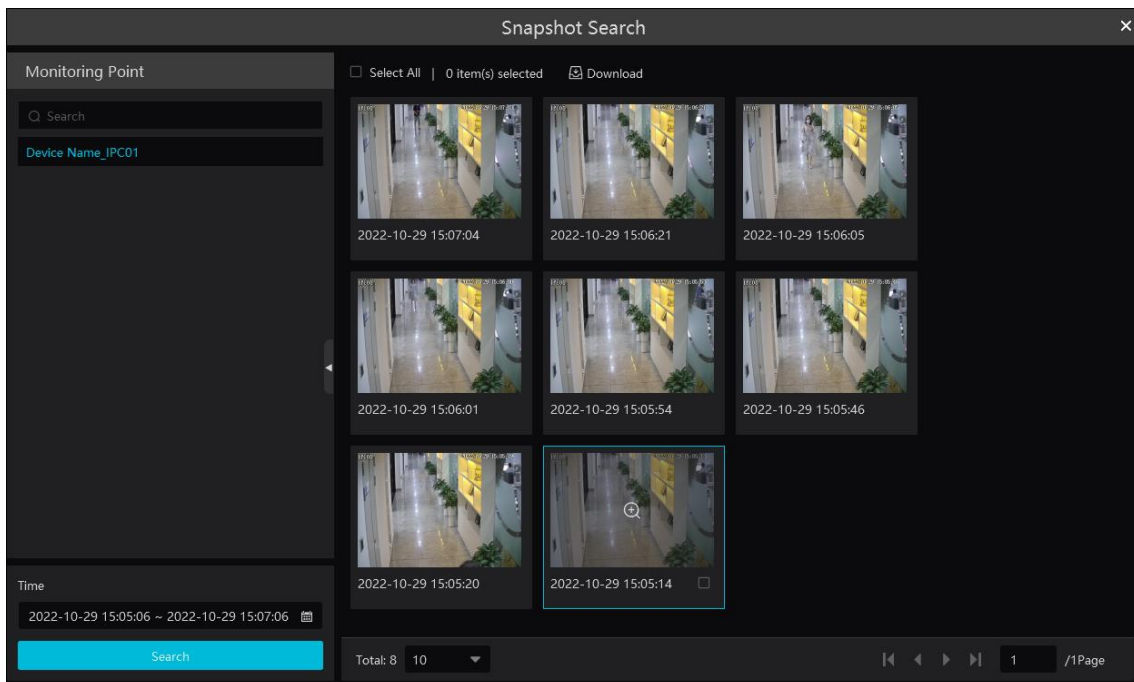 Snapshot Search
Monitoring Point
Search
Device Name_IPC01
Time
2022-10-29 15:05:06 ~ 2022-10-29 15:07:06
Search
Select All | 0 item(s) selected Download
2022-10-29 15:07:04
2022-10-29 15:06:21
2022-10-29 15:06:05
2022-10-29 15:06:01
2022-10-29 15:05:54
2022-10-29 15:05:46
2022-10-29 15:05:20
2022-10-29 15:05:14
Total: 8 10
1 /1Page